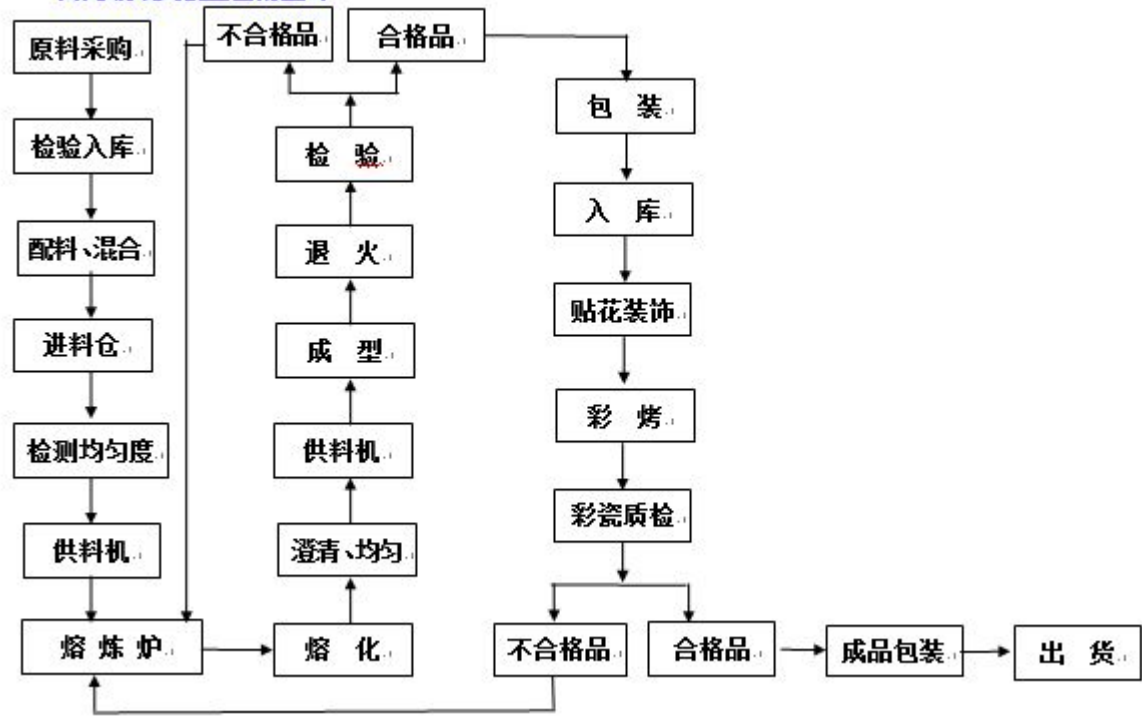 原料采购
检验入库
配料、混合
进料仓
检测均匀度
供料机
熔炼炉
熔化
澄清、均匀
供料机
成型
退火
检验
不合格品
合格品
包装
入库
贴花装饰
彩烤
彩瓷质检
不合格品
合格品
成品包装
出货